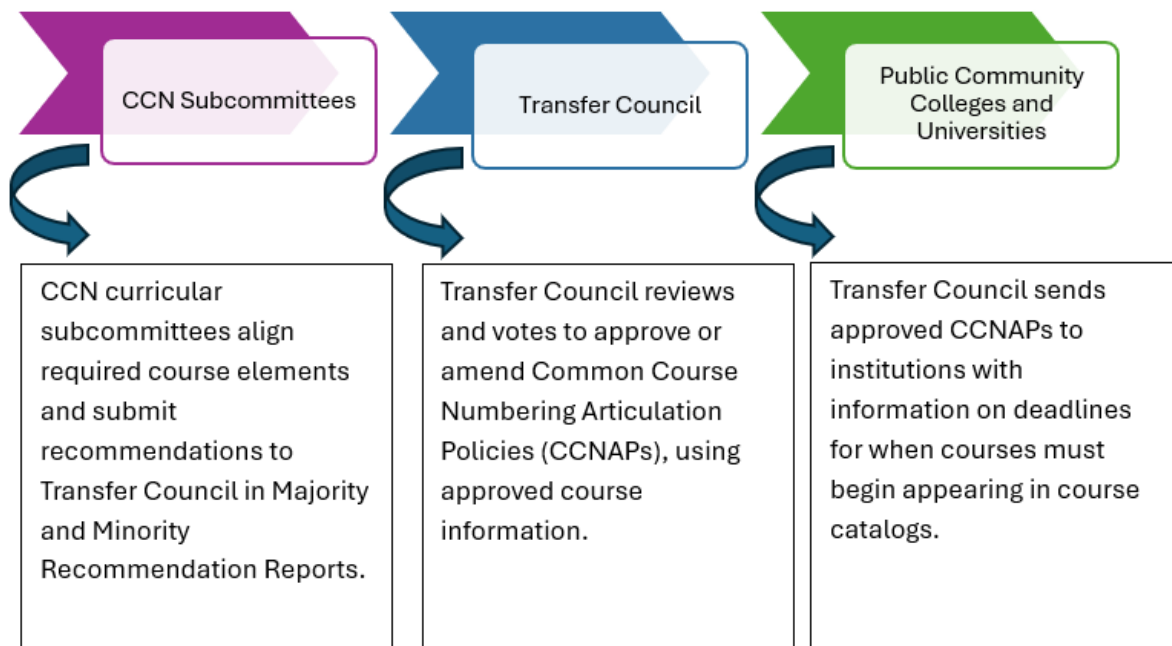 CCN Subcommittees
Transfer Council
Public Community
Colleges and
Universities
CCN curricular
subcommittees align
required course elements
and submit
recommendations to
Transfer Council in Majority
and Minority
Recommendation Reports.
Transfer Council reviews
and votes to approve or
amend Common Course
Numbering Articulation
Policies (CCNAPs), using
approved course
information.
Transfer Council sends
approved CCNAPs to
institutions with
information on deadlines
for when courses must
begin appearing in course
catalogs.